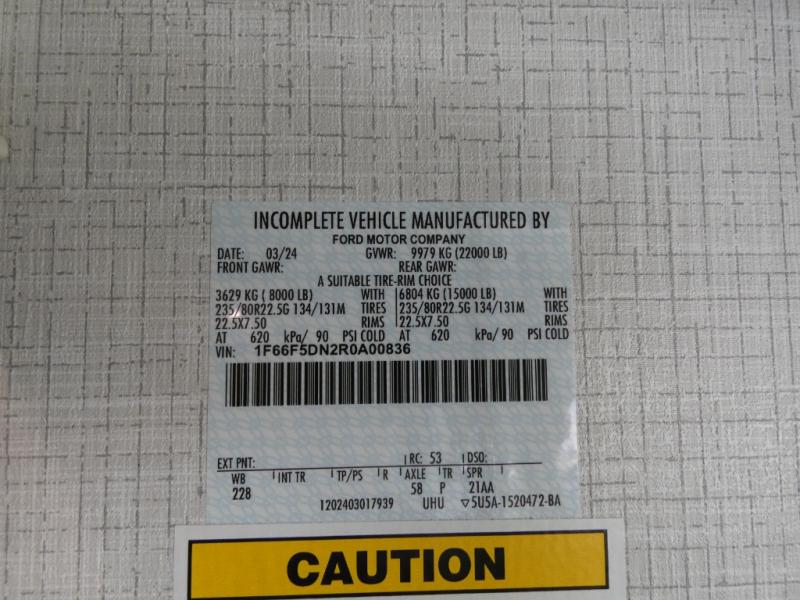 INCOMPLETE VEHICLE MANUFACTURED BY
FORD MOTOR COMPANY
DATE: 03/24 GVWR: 9979 KG (22000 LB)
FRONT GAWR: REAR GAWR:
A SUITABLE TIRE-RIM CHOICE
3629 KG ( 8000 LB) WITH 6804 KG (15000 LB) WITH
235/80R22.5G 134/131M TIRES 235/80R22.5G 134/131M TIRES
22.5X7.50 RIMS 22.5X7.50 RIMS
AT 620 kPa/ 90 PSI COLD AT 620 kPa/ 90 PSI COLD
VIN: 1F66F5DN2R0A00836
EXT PNT: RC: 53 DSO:
WB INT TR TP/PS R AXLE TR SPR
228 58 P 21AA
1202403017939 UHU ▽5U5A-1520472-BA
CAUTION